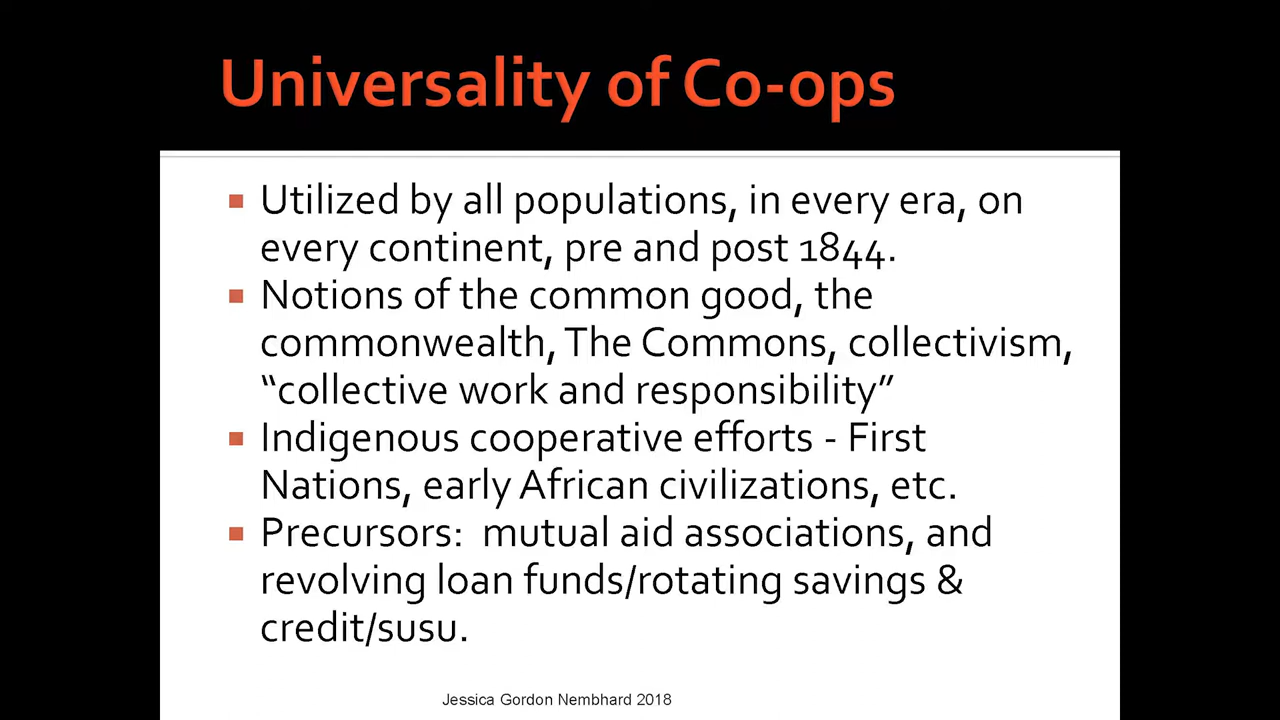 Universality of Co-ops
▪ Utilized by all populations, in every era, on
every continent, pre and post 1844.
▪ Notions of the common good, the
commonwealth, The Commons, collectivism,
“collective work and responsibility”
▪ Indigenous cooperative efforts - First
Nations, early African civilizations, etc.
▪ Precursors:  mutual aid associations, and
revolving loan funds/rotating savings &
credit/susu.
Jessica Gordon Nembhard 2018